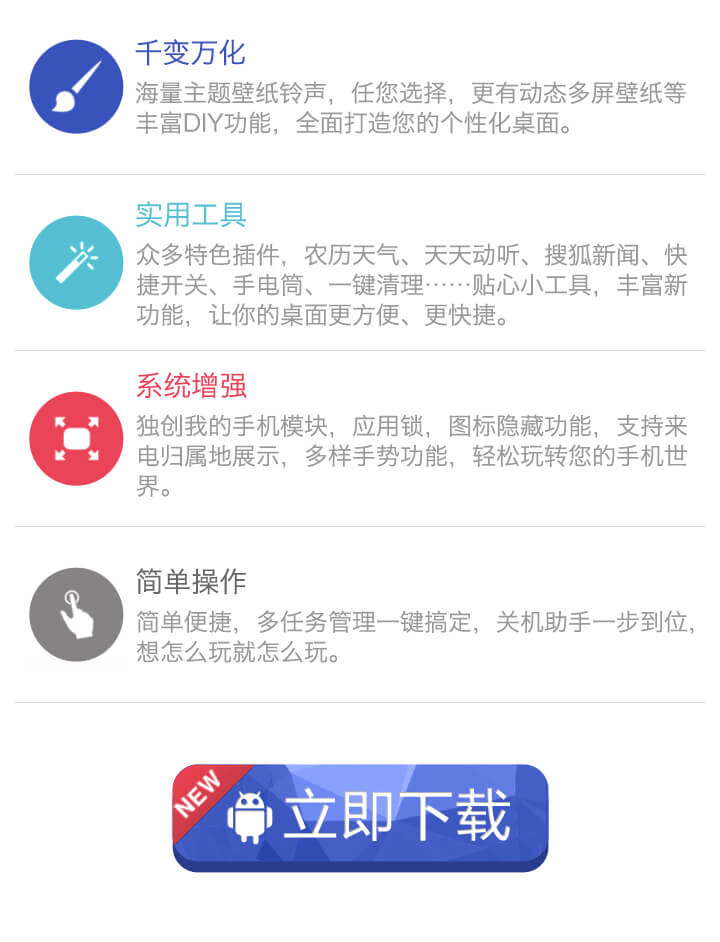 千变万化
海量主题壁纸铃声，任您选择，更有动态多屏壁纸等
丰富DIY功能，全面打造您的个性化桌面。
实用工具
众多特色插件，农历天气、天天动听、搜狐新闻、快
捷开关、手电筒、一键清理……贴心小工具，丰富新
功能，让你的桌面更方便、更快捷。
系统增强
独创我的手机模块，应用锁，图标隐藏功能，支持来
电归属地展示，多样手势功能，轻松玩转您的手机世
界。
简单操作
简单便捷，多任务管理一键搞定，关机助手一步到位，
想怎么玩就怎么玩。
NEW
立即下载